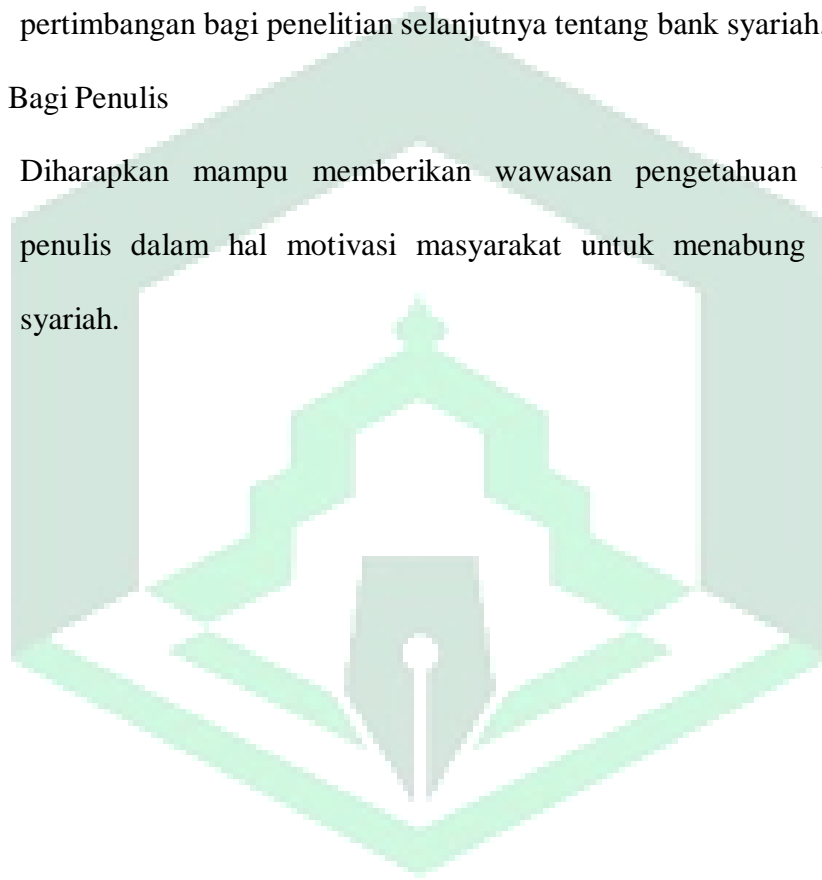 pertimbangan bagi penelitian selanjutnya tentang bank syariah.
Bagi Penulis
Diharapkan mampu memberikan wawasan pengetahuan
penulis dalam hal motivasi masyarakat untuk menabung
syariah.